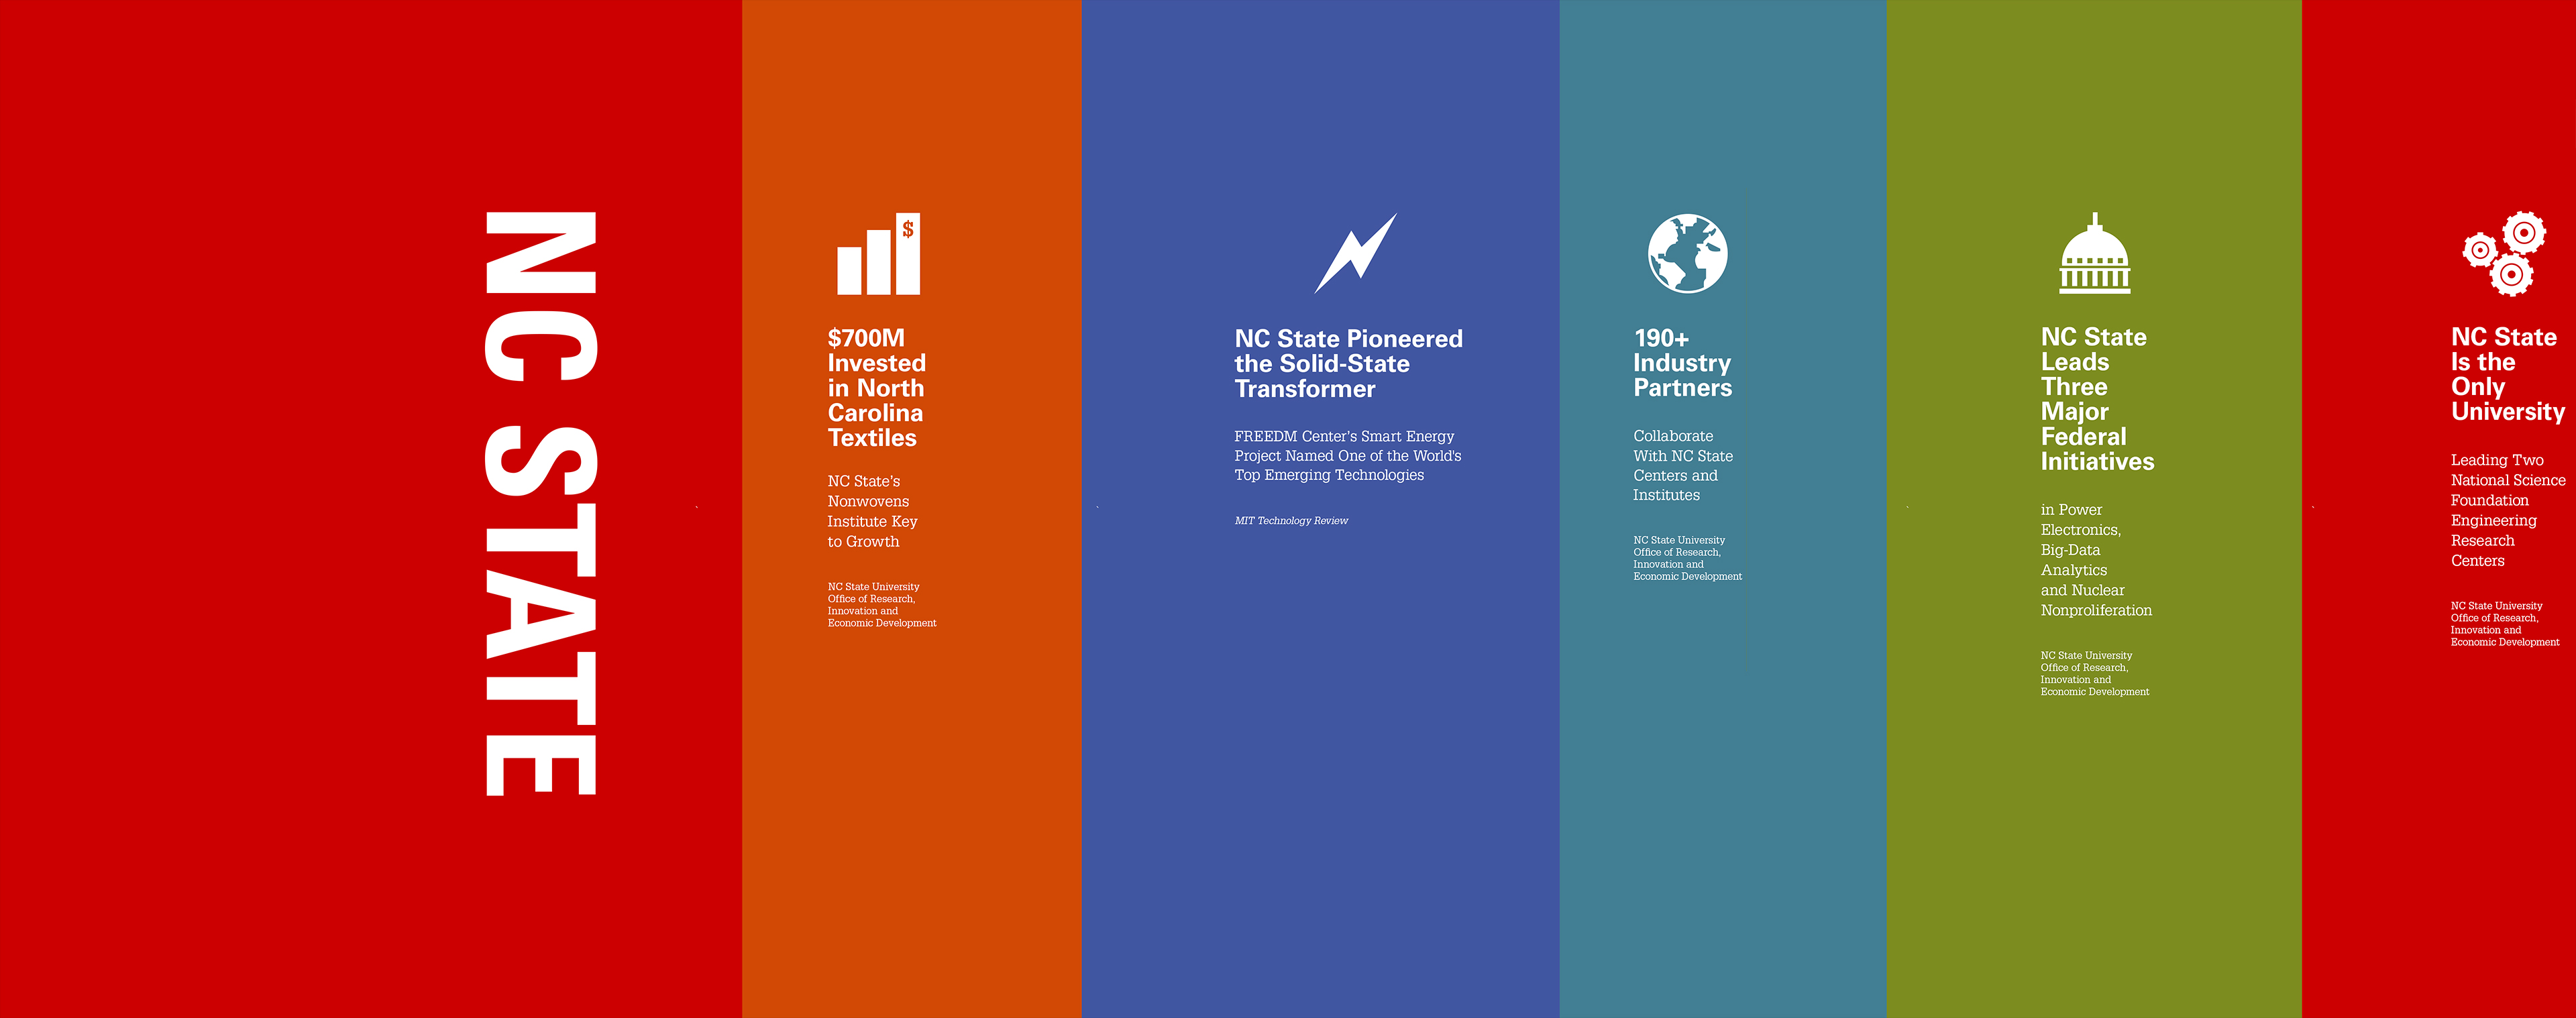 NC STATE
$
$700M
Invested
in North
Carolina
Textiles
NC State's
Nonwovens
Institute Key
to Growth
NC State University
Office of Research,
Innovation and
Economic Development
NC State Pioneered
the Solid-State
Transformer
FREEDM Center's Smart Energy
Project Named One of the World's
Top Emerging Technologies
MIT Technology Review
190+
Industry
Partners
Collaborate
With NC State
Centers and
Institutes
NC State University
Office of Research,
Innovation and
Economic Development
NC State
Leads
Three
Major
Federal
Initiatives
in Power
Electronics,
Big-Data
Analytics
and Nuclear
Nonproliferation
NC State University
Office of Research,
Innovation and
Economic Development
NC State
Is the
Only
University
Leading Two
National Science
Foundation
Engineering
Research
Centers
NC State University
Office of Research,
Innovation and
Economic Development